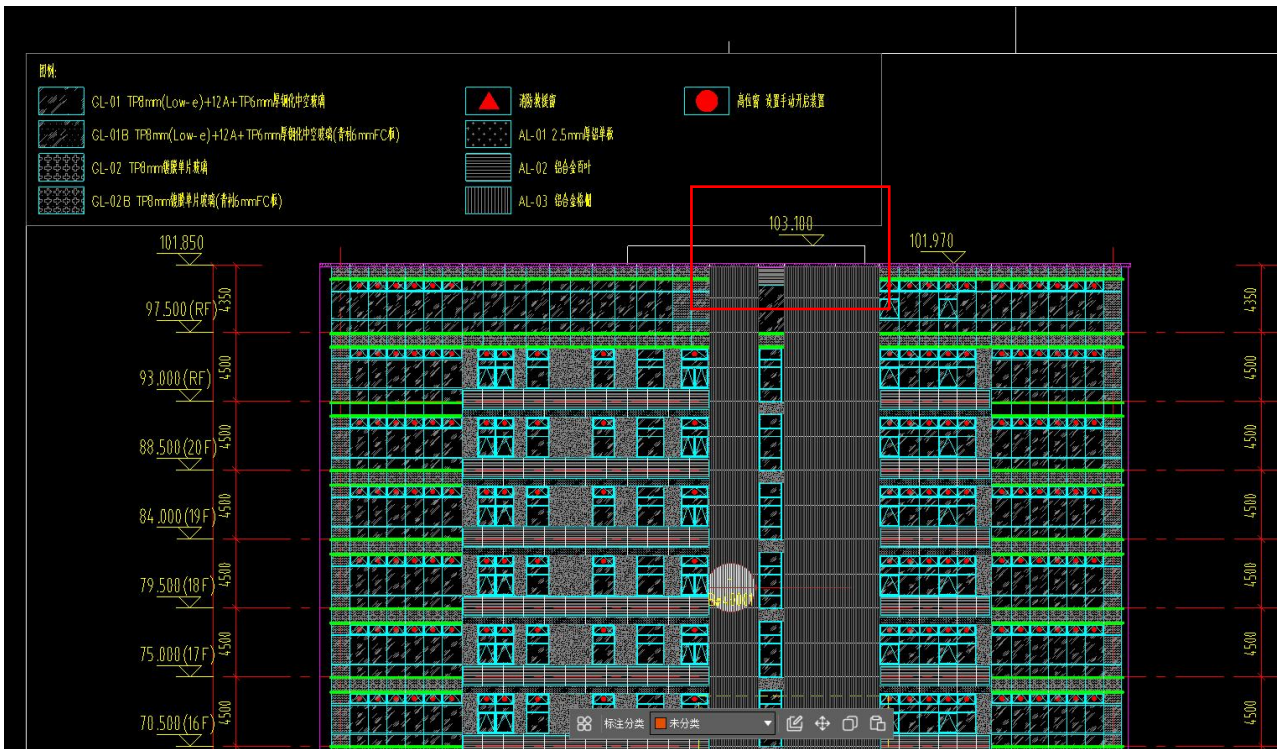 图例:
GL-01 TP8mm(Low-e)+12A+TP6mm厚钢化中空玻璃
消防救援窗
高位窗 设置手动开启装置
GL-01B TP8mm(Low-e)+12A+TP6mm厚钢化中空玻璃(背衬6mmFC板)
AL-01 2.5mm厚铝单板
GL-02 TP8mm镀膜单片玻璃
AL-02 铝合金百叶
GL-02B TP8mm镀膜单片玻璃(背衬6mmFC板)
AL-03 铝合金格栅
103.100
101.850
101.970
97.500(RF)
4350
4350
93.000(RF)
4500
4500
88.500(20F)
4500
4500
84.000(19F)
4500
4500
79.500(18F)
4500
4500
75.000(17F)
4500
4500
70.500(16F)
4500
4500
标注分类 未分类